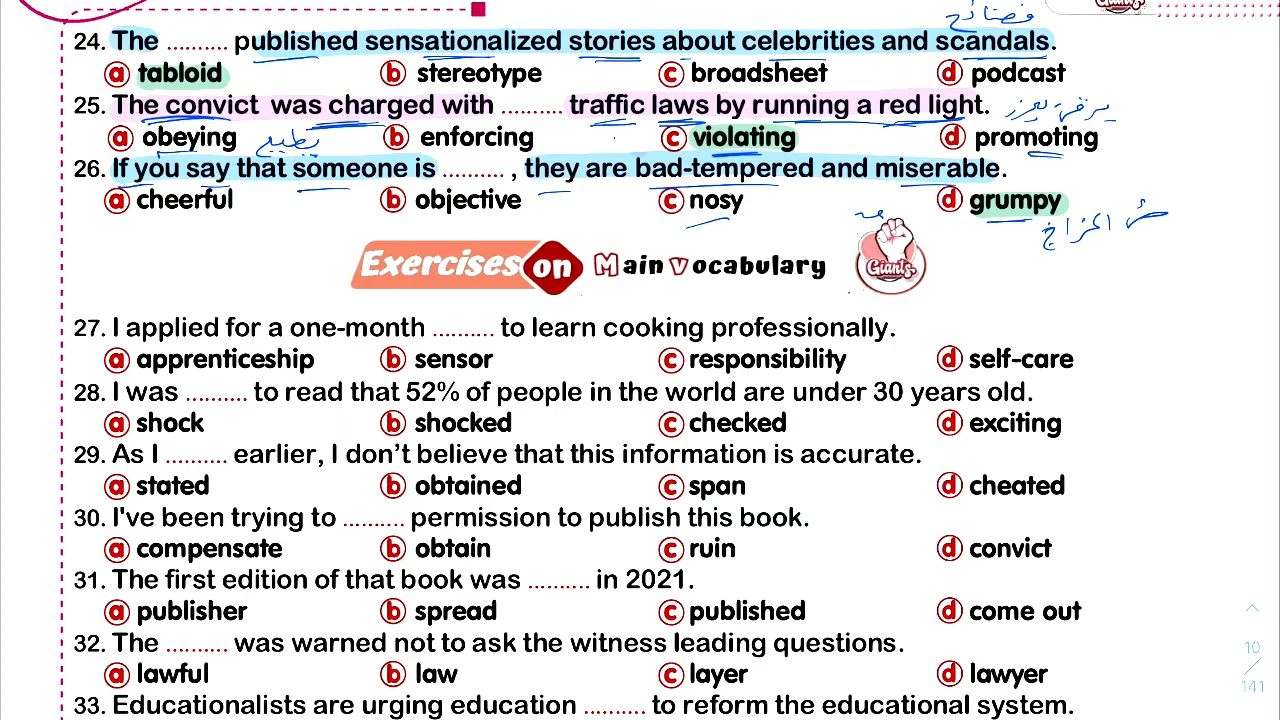 فضائح
24. The .......... published sensationalized stories about celebrities and scandals.
a tabloid b stereotype c broadsheet d podcast
25. The convict was charged with .......... traffic laws by running a red light.
a obeying يطيع b enforcing c violating d promoting
26. If you say that someone is .......... , they are bad-tempered and miserable.
a cheerful b objective c nosy d grumpy
Exercises on Main Vocabulary Giants
27. I applied for a one-month .......... to learn cooking professionally.
a apprenticeship b sensor c responsibility d self-care
28. I was .......... to read that 52% of people in the world are under 30 years old.
a shock b shocked c checked d exciting
29. As I .......... earlier, I don’t believe that this information is accurate.
a stated b obtained c span d cheated
30. I've been trying to .......... permission to publish this book.
a compensate b obtain c ruin d convict
31. The first edition of that book was .......... in 2021.
a publisher b spread c published d come out
32. The .......... was warned not to ask the witness leading questions.
a lawful b law c layer d lawyer
33. Educationalists are urging education .......... to reform the educational system.
10
141